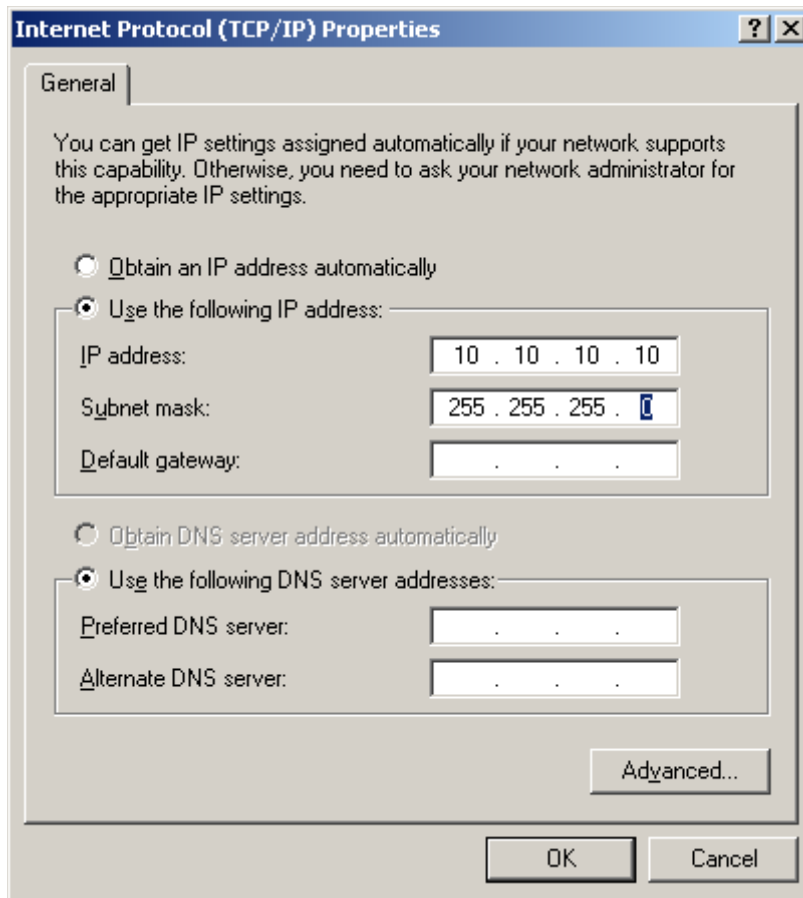 Internet Protocol (TCP/IP) Properties
General
You can get IP settings assigned automatically if your network supports
this capability. Otherwise, you need to ask your network administrator for
the appropriate IP settings.
Obtain an IP address automatically
Use the following IP address:
IP address: 10 . 10 . 10 . 10
Subnet mask: 255 . 255 . 255 . 0
Default gateway: . . .
Obtain DNS server address automatically
Use the following DNS server addresses:
Preferred DNS server: . . .
Alternate DNS server: . . .
Advanced...
OK Cancel